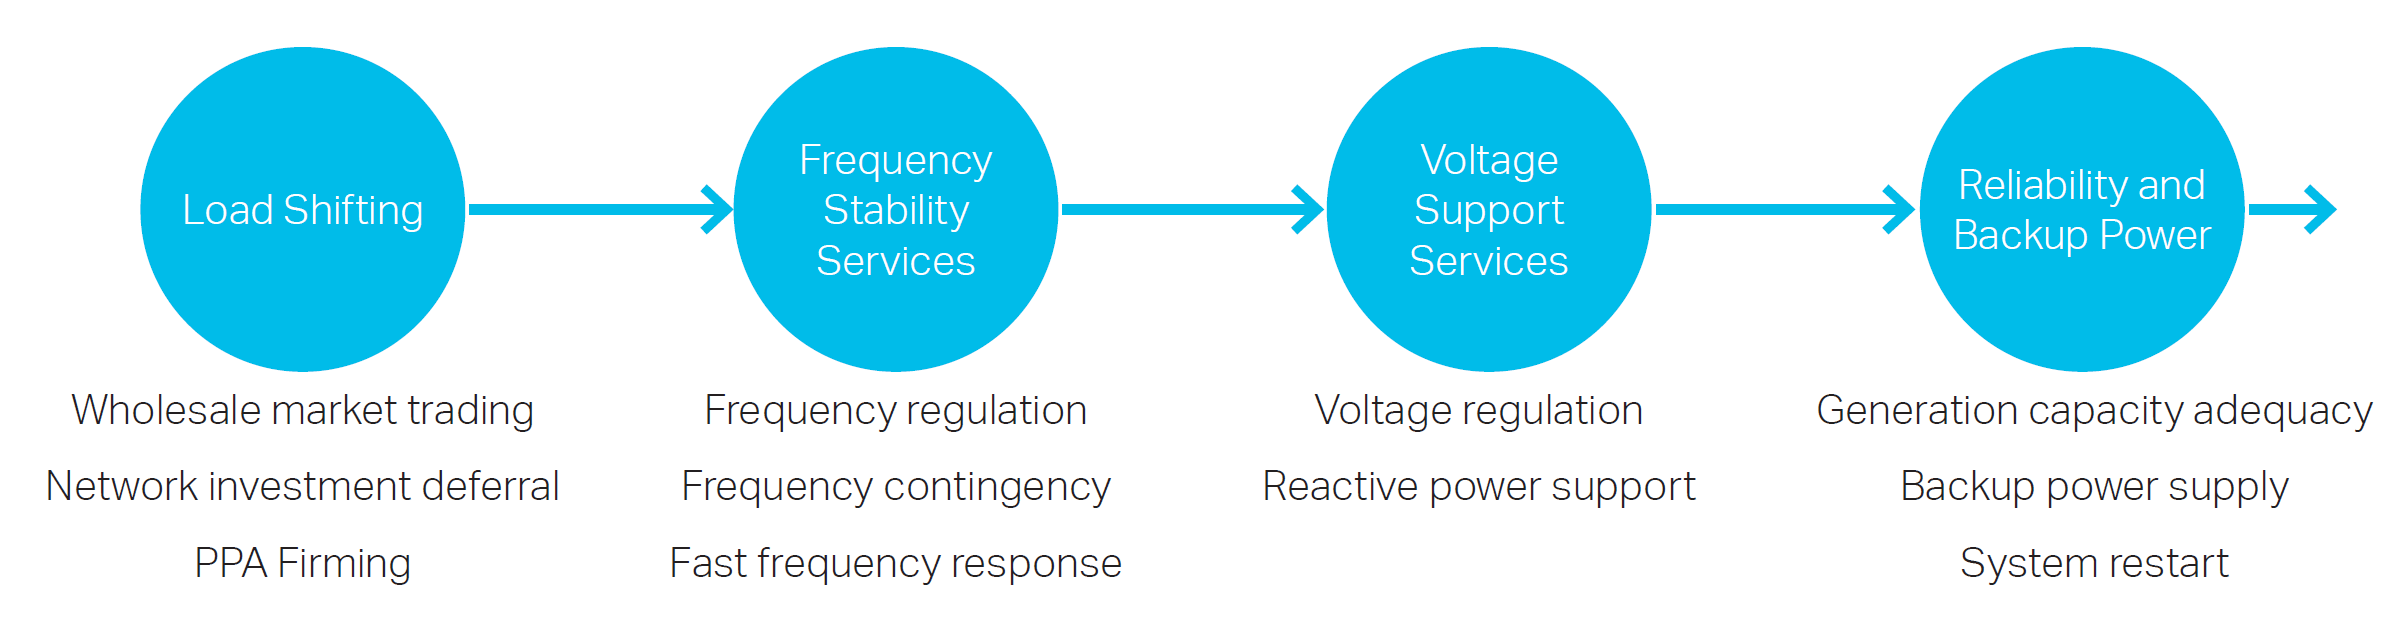 Load Shifting
Wholesale market trading
Network investment deferral
PPA Firming
Frequency
Stability
Services
Frequency regulation
Frequency contingency
Fast frequency response
Voltage
Support
Services
Voltage regulation
Reactive power support
Reliability and
Backup Power
Generation capacity adequacy
Backup power supply
System restart